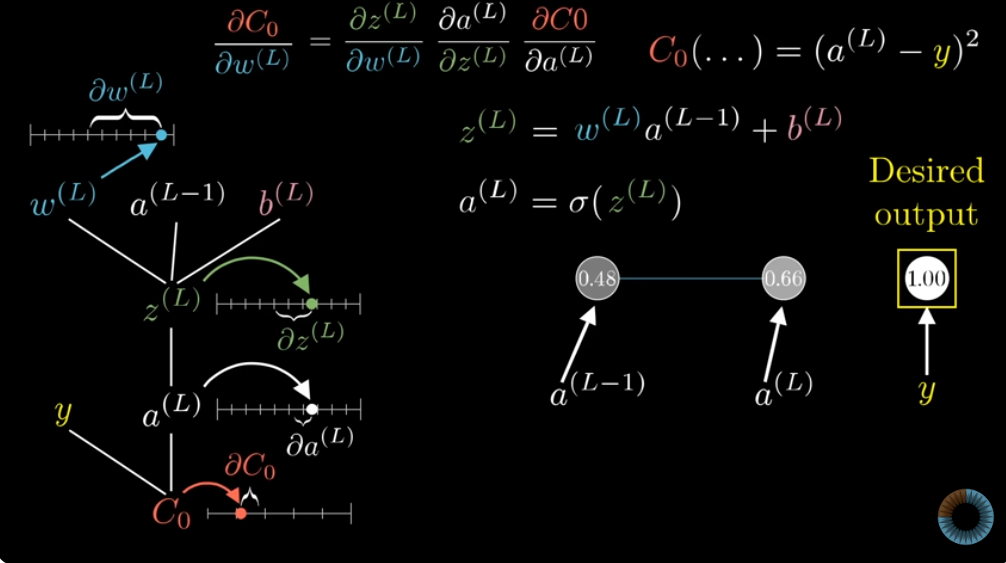 ∂C₀/∂w⁽ᴸ⁾ = ∂z⁽ᴸ⁾/∂w⁽ᴸ⁾ ∂a⁽ᴸ⁾/∂z⁽ᴸ⁾ ∂C0/∂a⁽ᴸ⁾
C₀(…) = (a⁽ᴸ⁾ − y)²
z⁽ᴸ⁾ = w⁽ᴸ⁾a⁽ᴸ⁻¹⁾ + b⁽ᴸ⁾
a⁽ᴸ⁾ = σ(z⁽ᴸ⁾)
∂w⁽ᴸ⁾
w⁽ᴸ⁾ a⁽ᴸ⁻¹⁾ b⁽ᴸ⁾
z⁽ᴸ⁾
∂z⁽ᴸ⁾
y a⁽ᴸ⁾
∂a⁽ᴸ⁾
∂C₀
C₀
Desired
output
0.48 0.66 1.00
a⁽ᴸ⁻¹⁾ a⁽ᴸ⁾ y